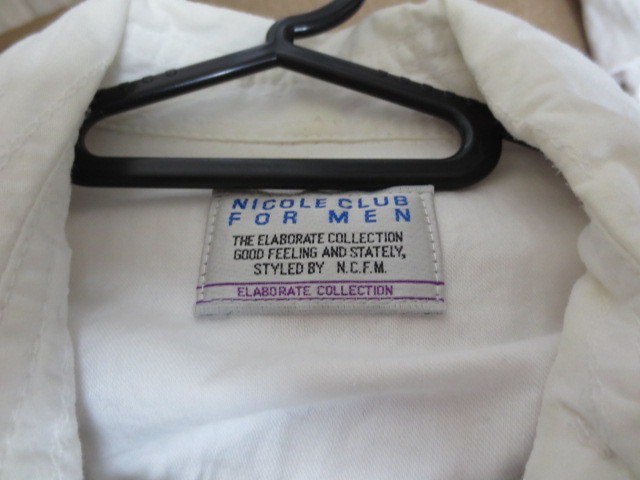 NICOLE CLUB
FOR MEN
THE ELABORATE COLLECTION
GOOD FEELING AND STATELY,
STYLED BY N.C.F.M.
ELABORATE COLLECTION